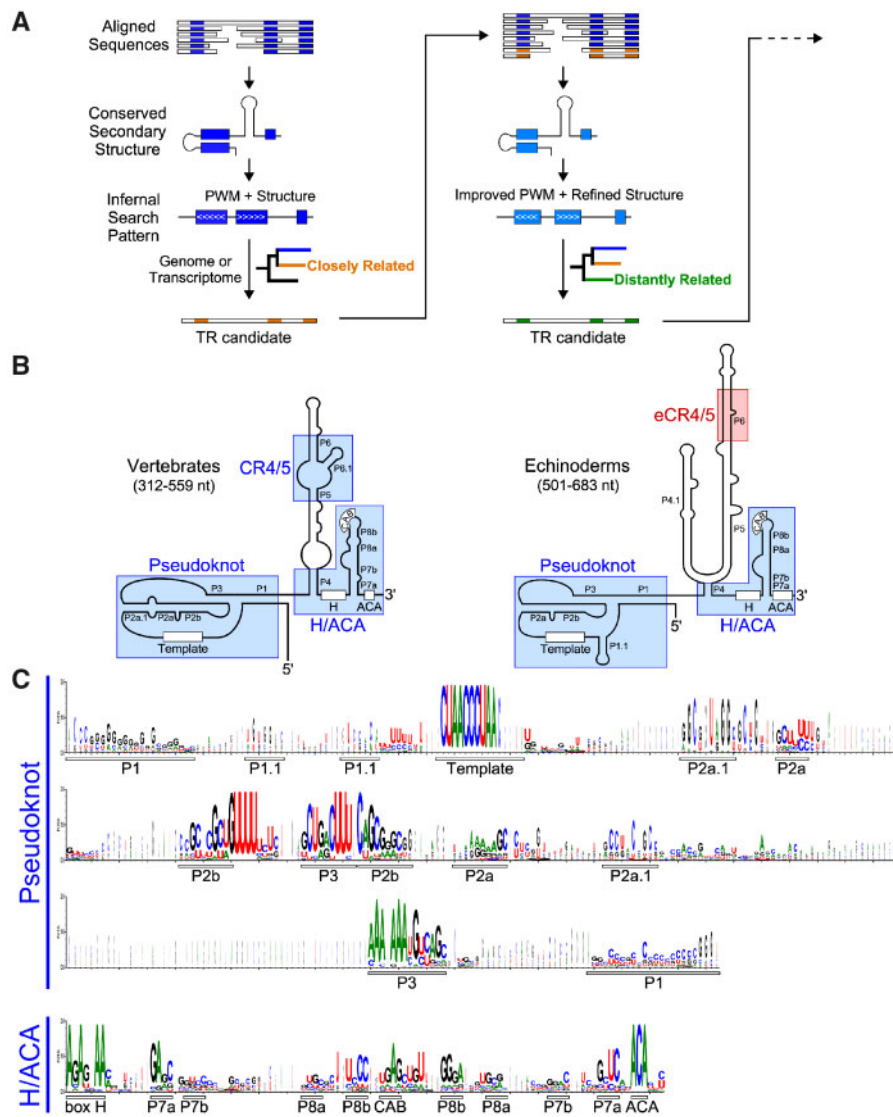 A
Aligned
Sequences
Conserved
Secondary
Structure
Infernal
Search
Pattern
PWM + Structure
Genome or
Transcriptome
Closely Related
TR candidate
Improved PWM + Refined Structure
Distantly Related
TR candidate
B
Vertebrates
(312-559 nt)
CR4/5
P6
P6.1
P5
CAB
P8b
P8a
P7b
P7a
Pseudoknot
P3
P1
P4
H
ACA
3'
P2a.1
P2a
P2b
Template
H/ACA
5'
Echinoderms
(501-683 nt)
eCR4/5
P6
P4.1
P5
CAB
P8b
P8a
P7b
P7a
Pseudoknot
P3
P1
P4
H
ACA
3'
P2a
P2b
Template
P1.1
H/ACA
5'
C
Pseudoknot
CUAACCCUAA
P1
P1.1
P1.1
Template
P2a.1
P2a
P2b
P3
P2b
P2a
P2a.1
P3
P1
H/ACA
box H
P7a
P7b
P8a
P8b
CAB
P8b
P8a
P7b
P7a
ACA